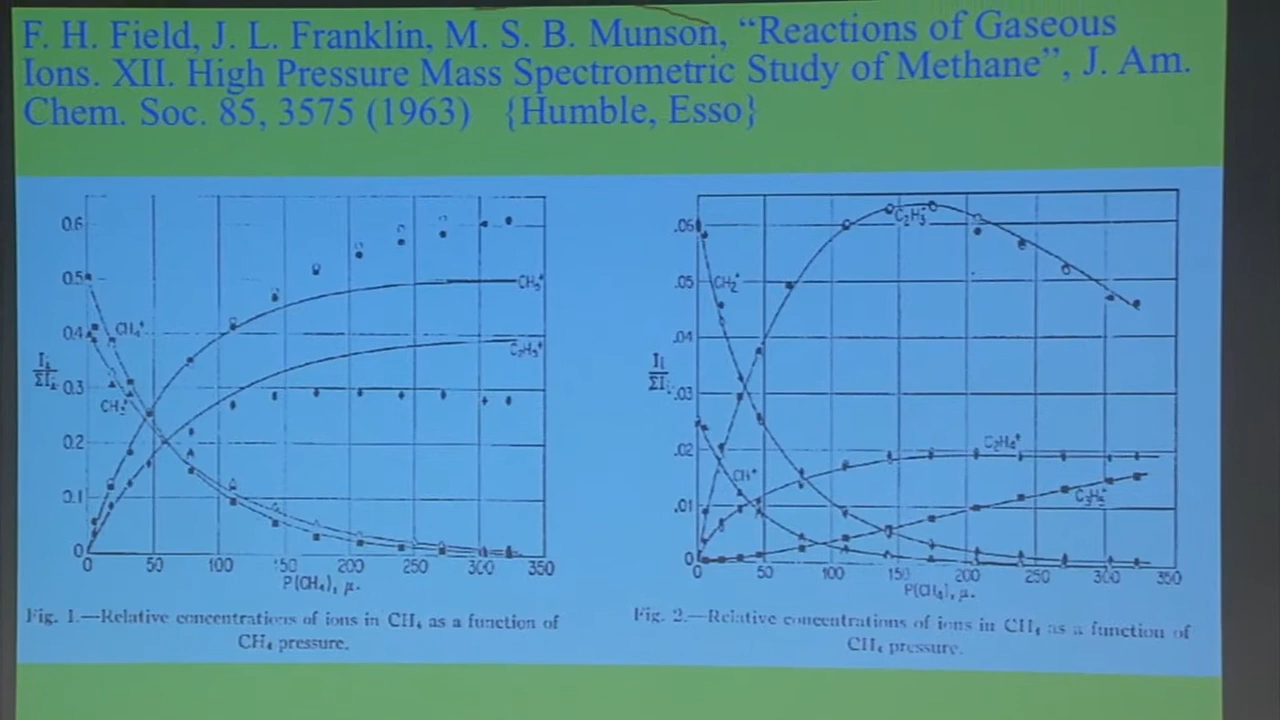 F. H. Field, J. L. Franklin, M. S. B. Munson, “Reactions of Gaseous
Ions. XII. High Pressure Mass Spectrometric Study of Methane”, J. Am.
Chem. Soc. 85, 3575 (1963) {Humble, Esso}
0.6
0.5
0.4
0.3
0.2
0.1
0
Iᵢ
ΣIᵢ
CH₄⁺
CH₃⁺
CH₅⁺
C₂H₅⁺
0 50 100 150 200 250 300 350
P(CH₄), μ.
Fig. 1.—Relative concentrations of ions in CH₄ as a function of
CH₄ pressure.
.06
.05
.04
.03
.02
.01
0
Iᵢ
ΣIᵢ
CH₂⁺
CH⁺
C₂H₄⁺
0 50 100 150 200 250 300 350
P(CH₄), μ.
Fig. 2.—Relative concentrations of ions in CH₄ as a function of
CH₄ pressure.